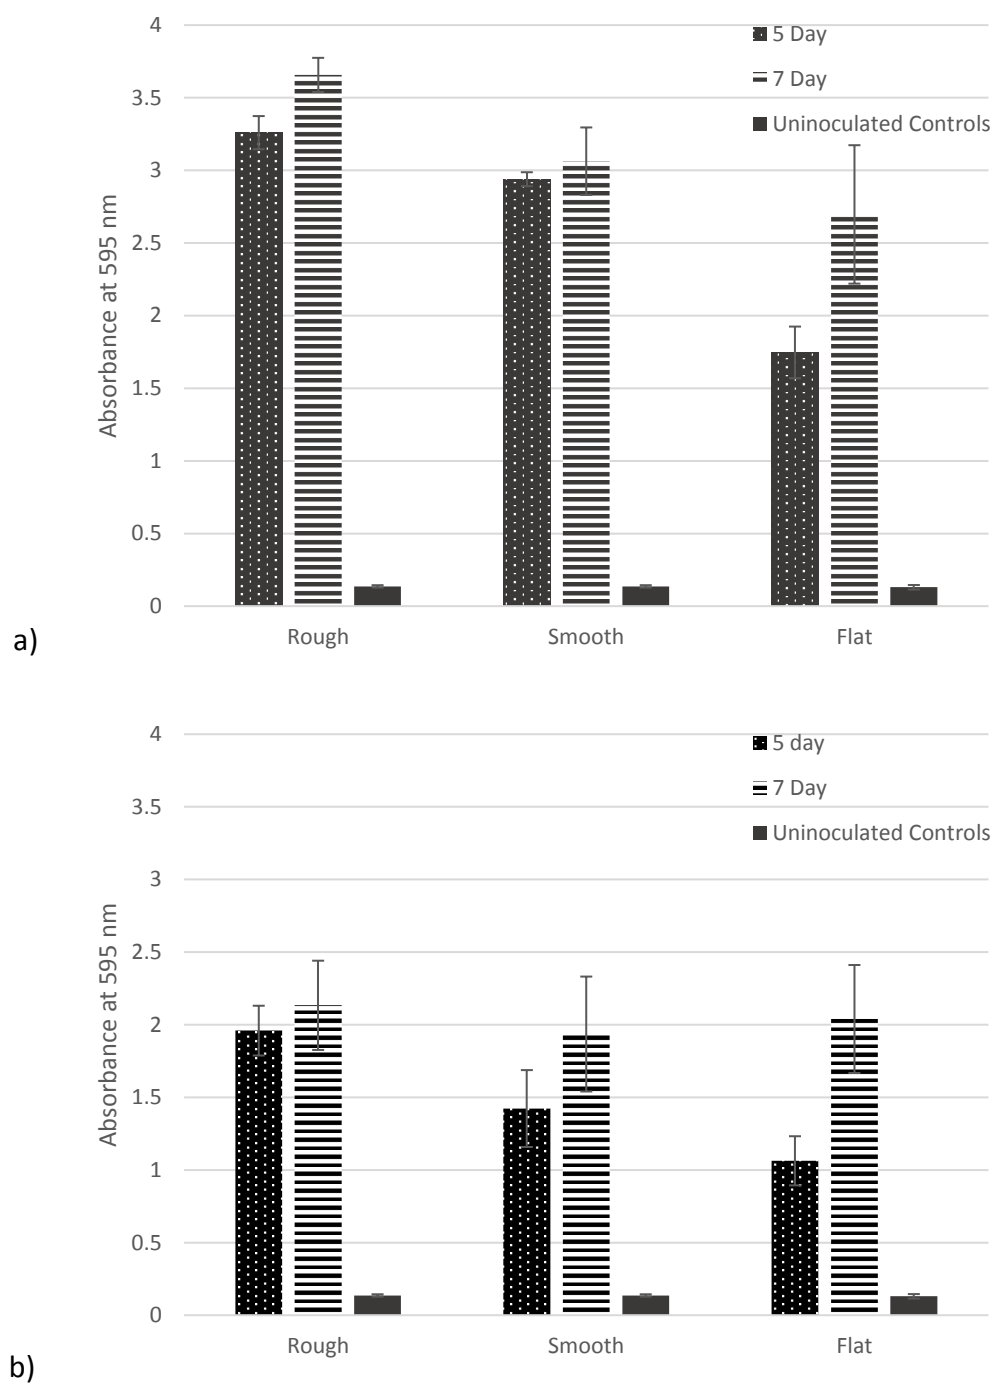 4
3.5
3
2.5
2
1.5
1
0.5
0
Absorbance at 595 nm
5 Day
7 Day
Uninoculated Controls
Rough
Smooth
Flat
a)
4
3.5
3
2.5
2
1.5
1
0.5
0
Absorbance at 595 nm
5 day
7 Day
Uninoculated Controls
Rough
Smooth
Flat
b)